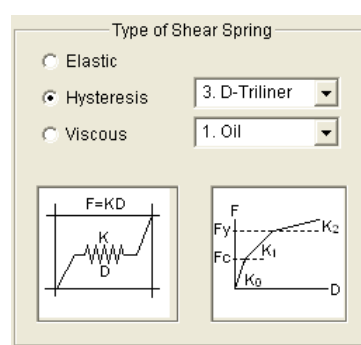 Type of Shear Spring
Elastic
Hysteresis 3. D-Triliner
Viscous 1. Oil
F=KD
K
D
F
Fy
K2
Fc
K1
K0
D